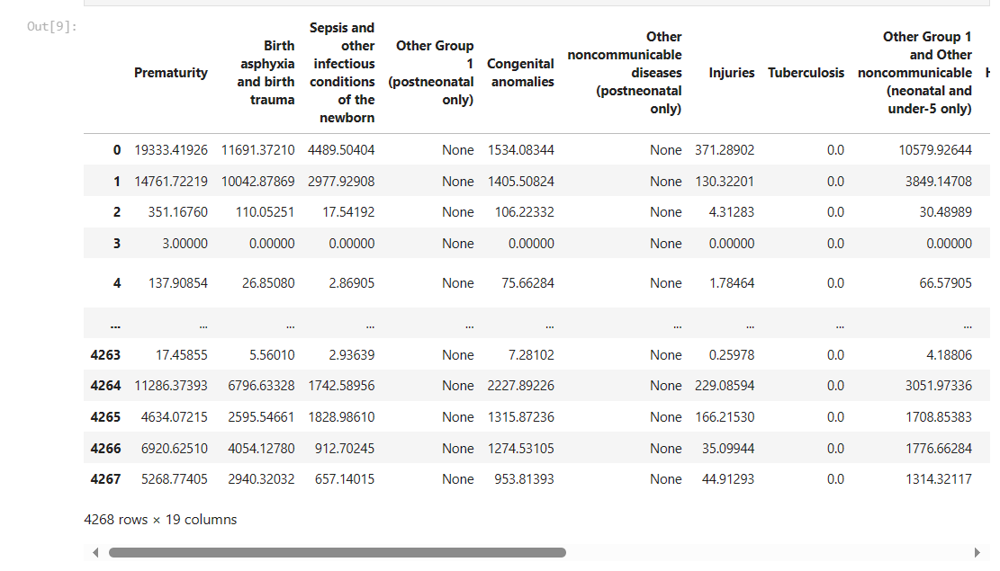 Out[9]:
Prematurity Birth asphyxia and birth trauma Sepsis and other infectious conditions of the newborn Other Group 1 (postneonatal only) Congenital anomalies Other noncommunicable diseases (postneonatal only) Injuries Tuberculosis Other Group 1 and Other noncommunicable (neonatal and under-5 only)
0 19333.41926 11691.37210 4489.50404 None 1534.08344 None 371.28902 0.0 10579.92644
1 14761.72219 10042.87869 2977.92908 None 1405.50824 None 130.32201 0.0 3849.14708
2 351.16760 110.05251 17.54192 None 106.22332 None 4.31283 0.0 30.48989
3 3.00000 0.00000 0.00000 None 0.00000 None 0.00000 0.0 0.00000
4 137.90854 26.85080 2.86905 None 75.66284 None 1.78464 0.0 66.57905
... ... ... ... ... ... ... ... ... ...
4263 17.45855 5.56010 2.93639 None 7.28102 None 0.25978 0.0 4.18806
4264 11286.37393 6796.63328 1742.58956 None 2227.89226 None 229.08594 0.0 3051.97336
4265 4634.07215 2595.54661 1828.98610 None 1315.87236 None 166.21530 0.0 1708.85383
4266 6920.62510 4054.12780 912.70245 None 1274.53105 None 35.09944 0.0 1776.66284
4267 5268.77405 2940.32032 657.14015 None 953.81393 None 44.91293 0.0 1314.32117
4268 rows × 19 columns